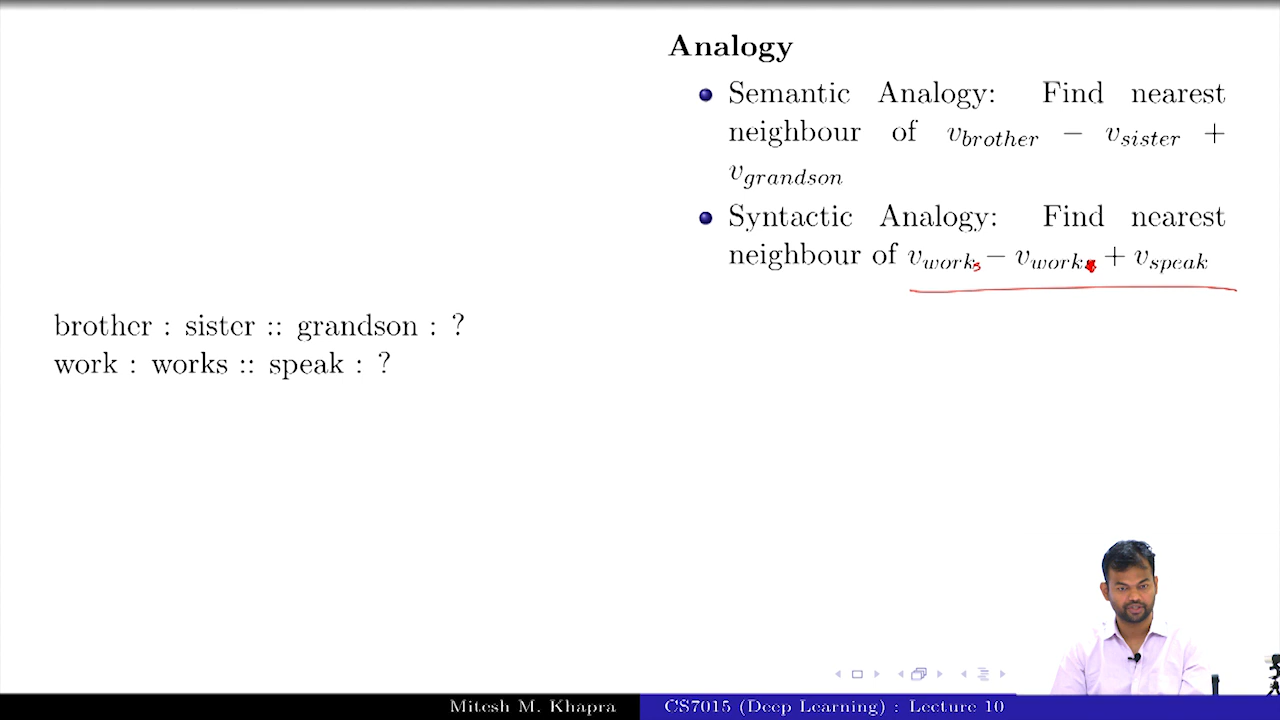 Analogy
Semantic Analogy: Find nearest
neighbour of v_brother − v_sister +
v_grandson
Syntactic Analogy: Find nearest
neighbour of v_works − v_work + v_speak
brother : sister :: grandson : ?
work : works :: speak : ?
Mitesh M. Khapra CS7015 (Deep Learning) : Lecture 10